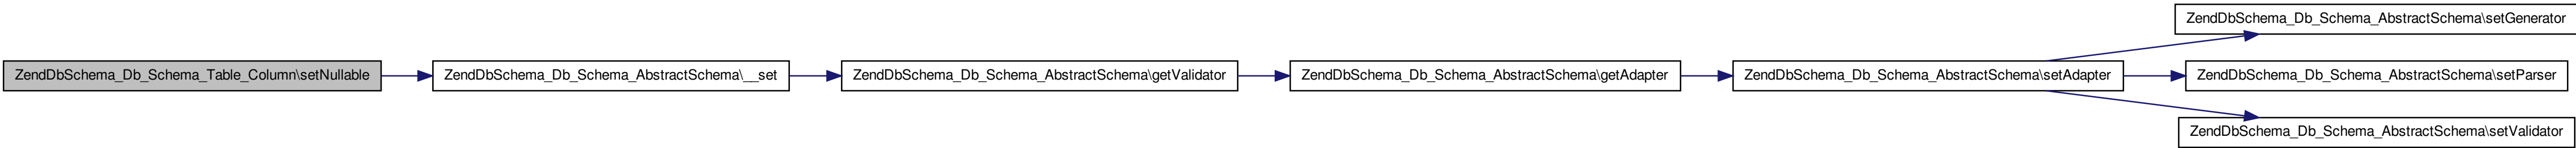 ZendDbSchema_Db_Schema_AbstractSchema\setGenerator
ZendDbSchema_Db_Schema_Table_Column\setNullable
ZendDbSchema_Db_Schema_AbstractSchema\__set
ZendDbSchema_Db_Schema_AbstractSchema\getValidator
ZendDbSchema_Db_Schema_AbstractSchema\getAdapter
ZendDbSchema_Db_Schema_AbstractSchema\setAdapter
ZendDbSchema_Db_Schema_AbstractSchema\setParser
ZendDbSchema_Db_Schema_AbstractSchema\setValidator